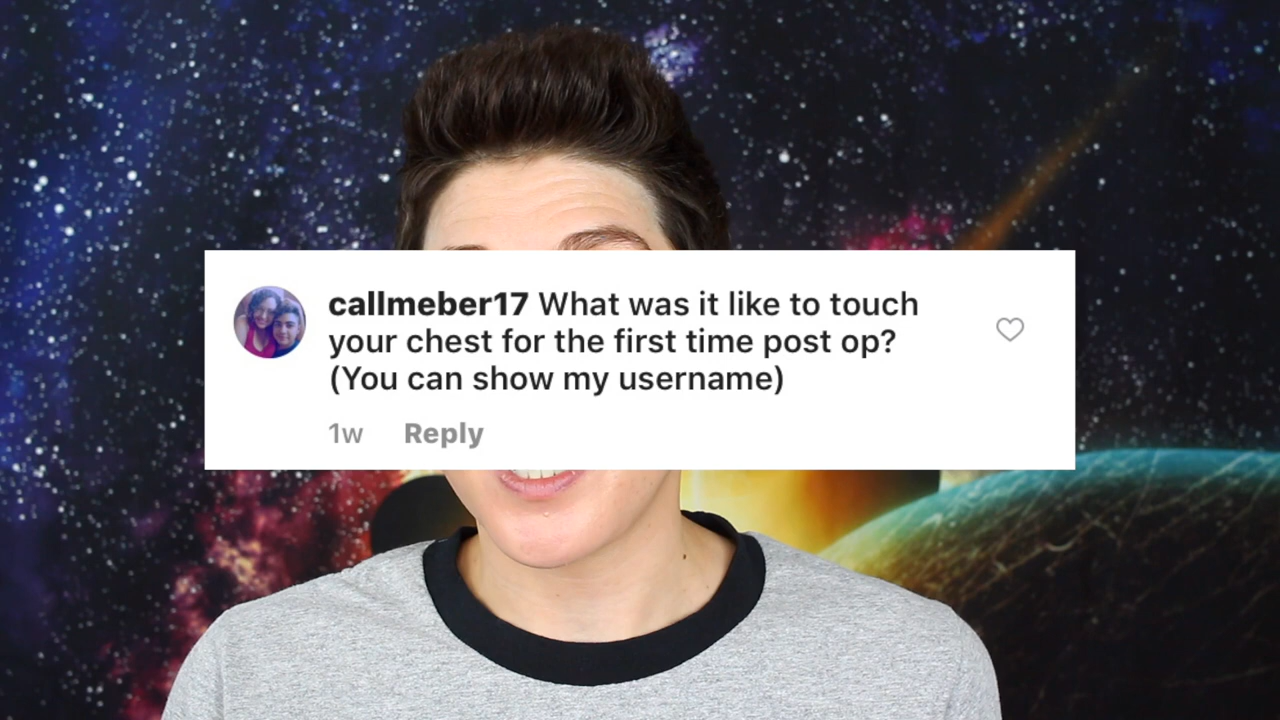 callmeber17 What was it like to touch
your chest for the first time post op?
(You can show my username)
1w Reply